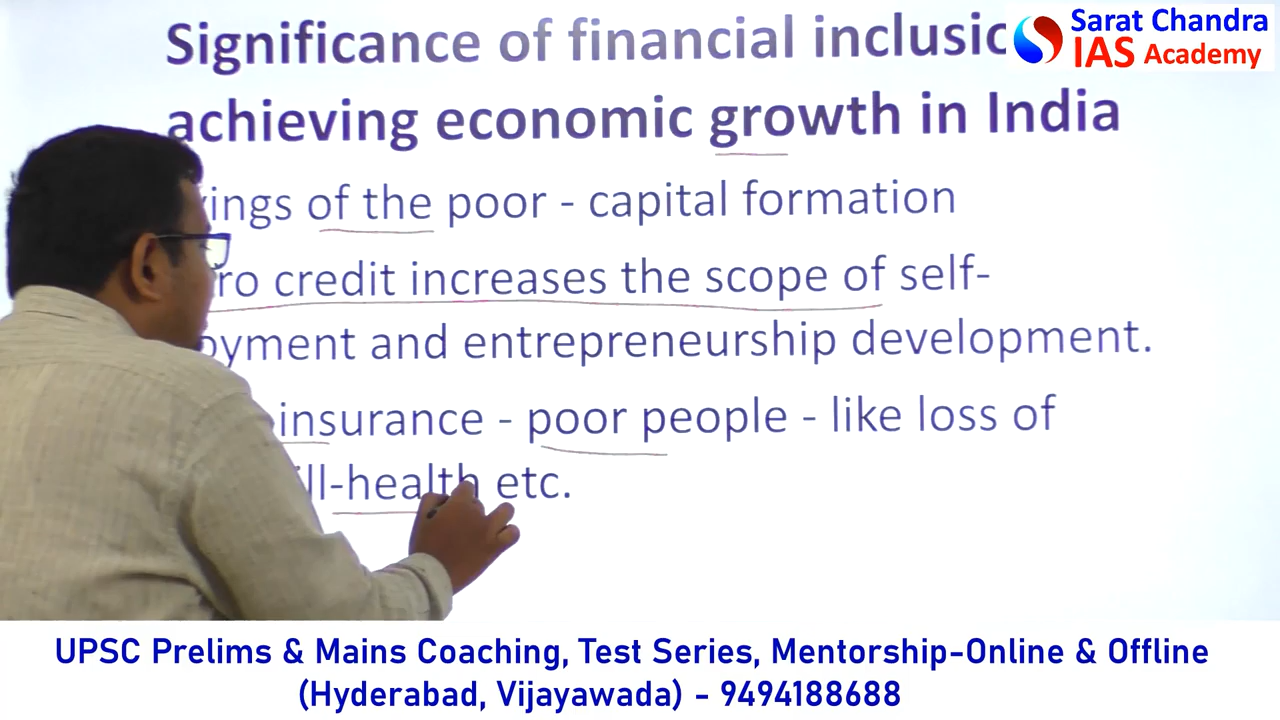 Significance of financial inclusic
achieving economic growth in India
ings of the poor - capital formation
ro credit increases the scope of self-
oyment and entrepreneurship development.
insurance - poor people - like loss of
ill-health etc.
Sarat Chandra
IAS Academy
UPSC Prelims & Mains Coaching, Test Series, Mentorship-Online & Offline
(Hyderabad, Vijayawada) - 9494188688